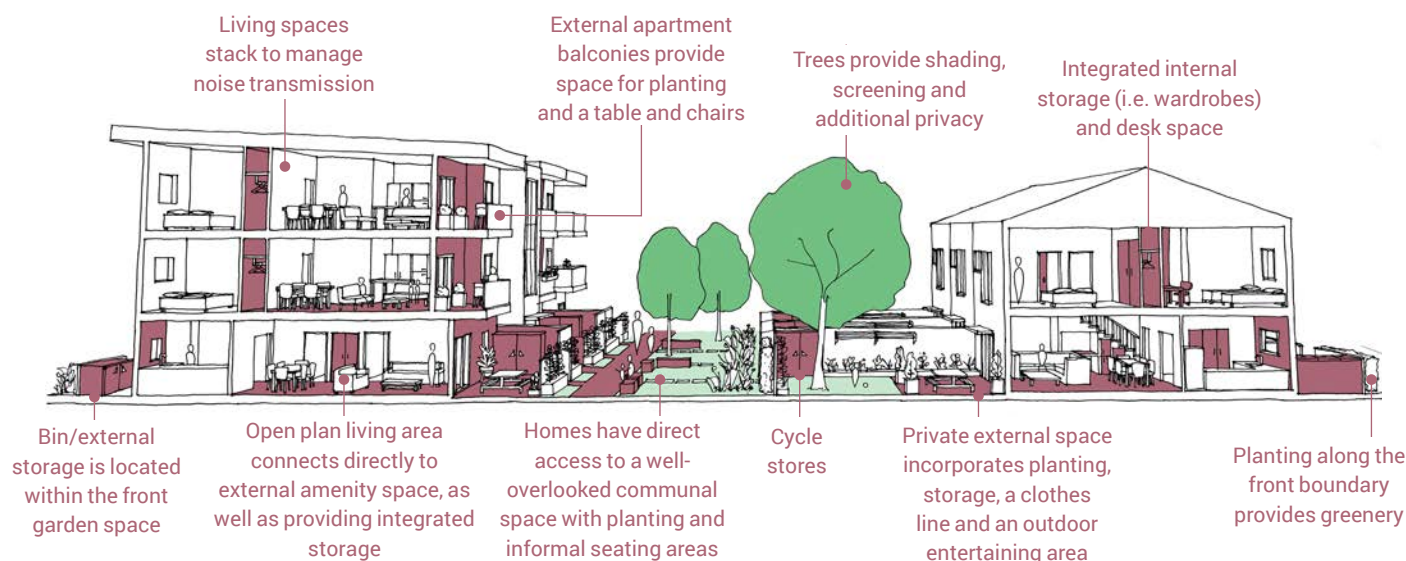 Living spaces
stack to manage
noise transmission
External apartment
balconies provide
space for planting
and a table and chairs
Trees provide shading,
screening and
additional privacy
Integrated internal
storage (i.e. wardrobes)
and desk space
Bin/external
storage is located
within the front
garden space
Open plan living area
connects directly to
external amenity space, as
well as providing integrated
storage
Homes have direct
access to a well-
overlooked communal
space with planting and
informal seating areas
Cycle
stores
Private external space
incorporates planting,
storage, a clothes
line and an outdoor
entertaining area
Planting along the
front boundary
provides greenery